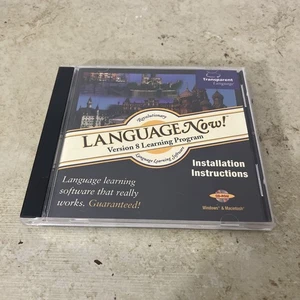 Transparent
Language
Revolutionary
LANGUAGE Now!
Version 8 Learning Program
Language Learning Software
Installation
Instructions
Language learning
software that really
works. Guaranteed!
Windows® & Macintosh®